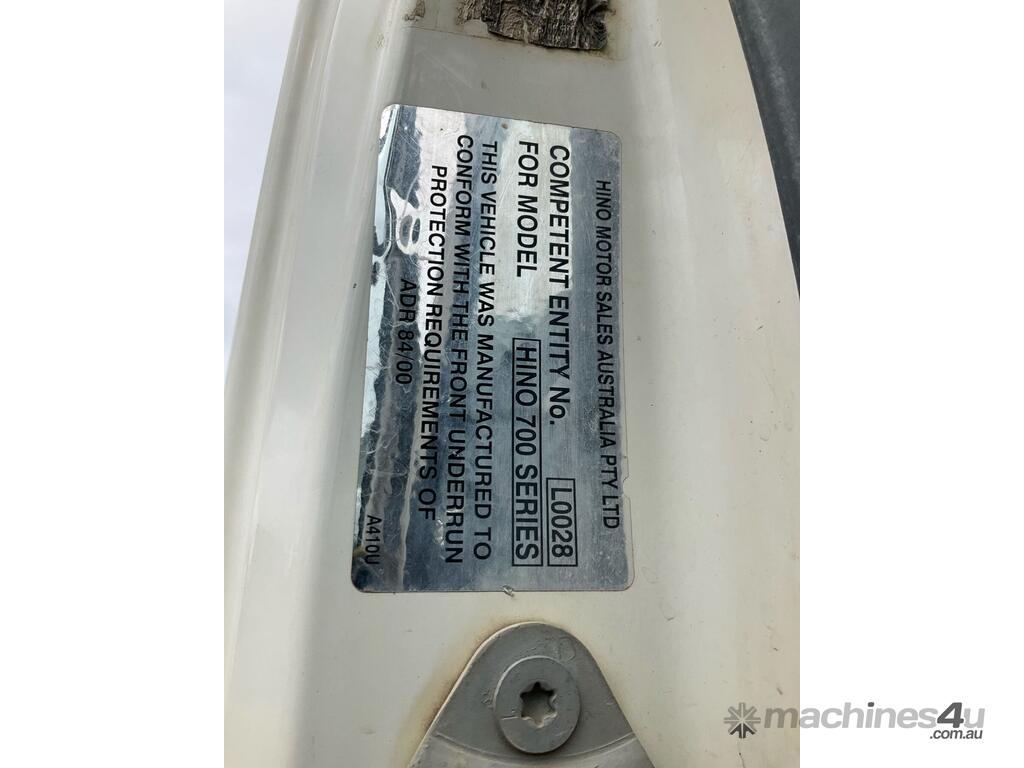 HINO MOTOR SALES AUSTRALIA PTY LTD
COMPETENT ENTITY No. L0028
FOR MODEL HINO 700 SERIES
THIS VEHICLE WAS MANUFACTURED TO
CONFORM WITH THE FRONT UNDERRUN
PROTECTION REQUIREMENTS OF
ADR 84/00
A410U
machines4u
.com.au